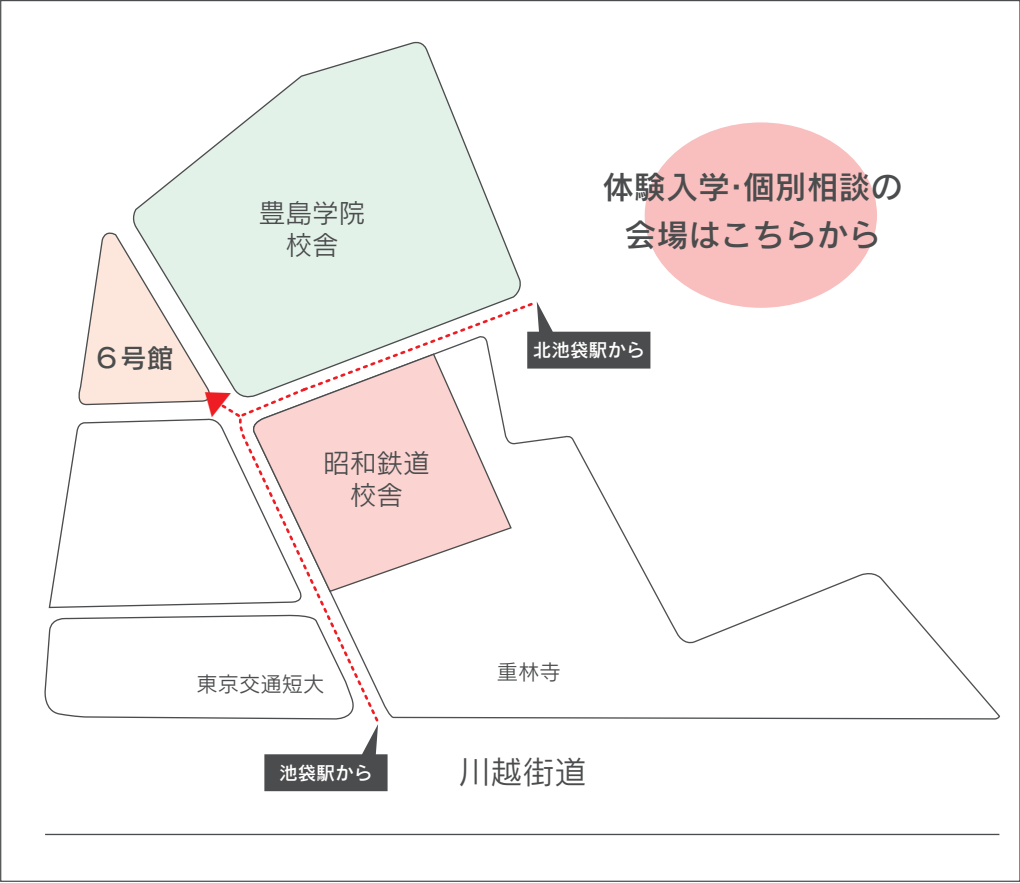 体験入学・個別相談の
会場はこちらから
豊島学院
校舎
6号館
北池袋駅から
昭和鉄道
校舎
東京交通短大
重林寺
池袋駅から
川越街道